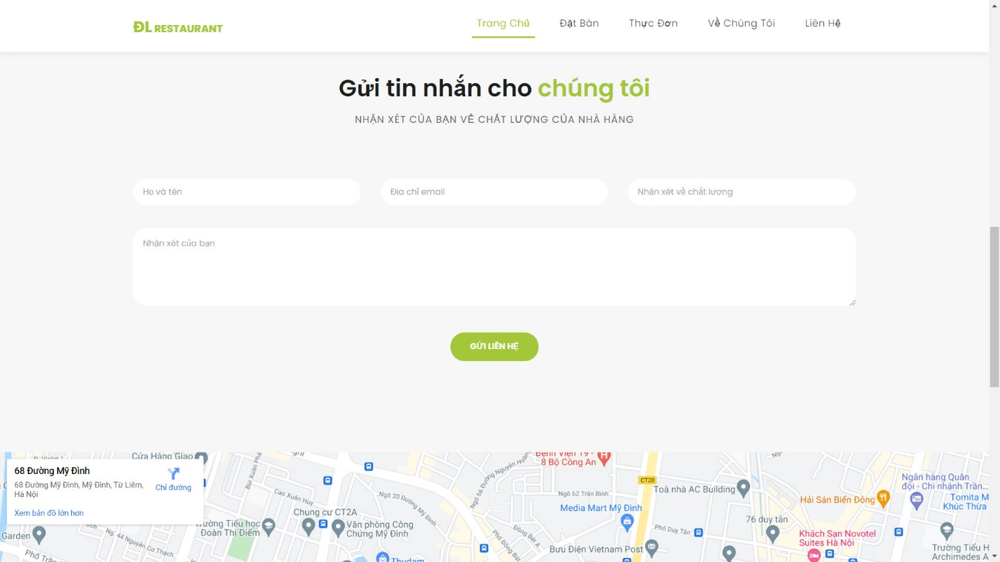 ĐL RESTAURANT
Trang Chủ
Đặt Bàn
Thực Đơn
Về Chúng Tôi
Liên Hệ
Gửi tin nhắn cho chúng tôi
NHẬN XÉT CỦA BẠN VỀ CHẤT LƯỢNG CỦA NHÀ HÀNG
Họ và tên
Địa chỉ email
Nhận xét về chất lượng
Nhận xét của bạn
GỬI LIÊN HỆ
68 Đường Mỹ Đình
68 Đường Mỹ Đình, Mỹ Đình, Từ Liêm,
Hà Nội
Chỉ đường
Xem bản đồ lớn hơn
Cửa Hàng Giao
Bùi Xuân Phá
Bệnh Viện 19 -
8 Bộ Công An
Ngõ 66 Đường Nguyễn Hoàng
CT20
Toà nhà AC Building
Ngân hàng Quân
đội - Chi nhánh Trần...
Cao Xuân Huy
Ngõ 20 Đường Mỹ Đình
Ngõ 62 Trần Bình
Media Mart Mỹ Đình
Hải Sản Biển Đông
Tomita M
Khúc Thừa
Chung cư CT2A
Văn phòng Công
Chứng Mỹ Đình
Trường Tiểu học
Đoàn Thị Điểm
Đông Bát A
Phố Duy Tân
76 duy tân
Garden
Ng. 44 Nguyễn Cơ Thạch
Phố Đồng Bát
Bưu Điện Vietnam Post
Khách Sạn Novotel
Suites Hà Nội
Trường Tiểu H
Archimedes A
Phố Trần
Thudam